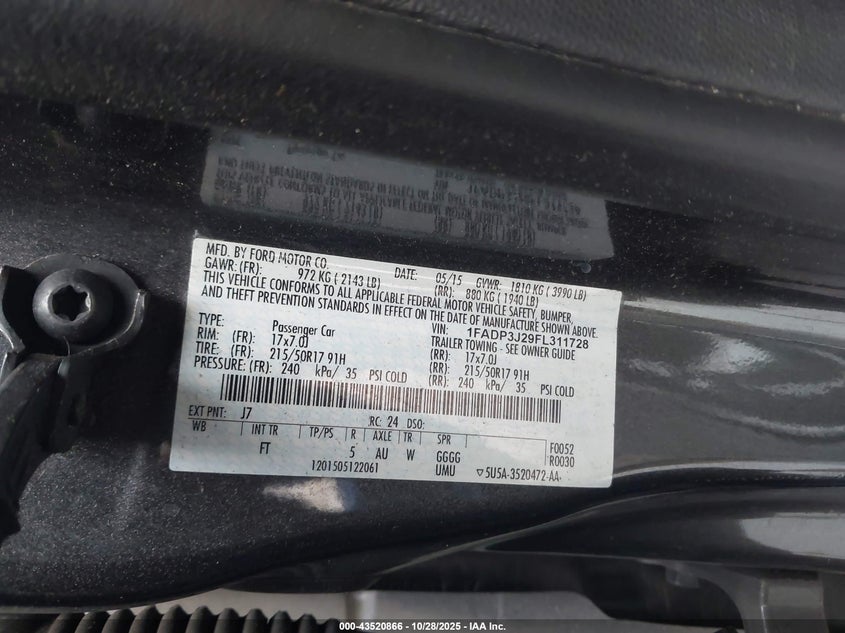 MFD. BY FORD MOTOR CO.
DATE: 05/15 GVWR: 1810 KG ( 3990 LB)
GAWR: (FR): 972 KG ( 2143 LB) (RR): 880 KG ( 1940 LB)
THIS VEHICLE CONFORMS TO ALL APPLICABLE FEDERAL MOTOR VEHICLE SAFETY, BUMPER,
AND THEFT PREVENTION STANDARDS IN EFFECT ON THE DATE OF MANUFACTURE SHOWN ABOVE.
VIN: 1FADP3J29FL311728
TYPE: Passenger Car TRAILER TOWING - SEE OWNER GUIDE
RIM: (FR): 17x7.0J (RR): 17x7.0J
TIRE: (FR): 215/50R17 91H (RR): 215/50R17 91H
PRESSURE: (FR): 240 kPa/ 35 PSI COLD (RR): 240 kPa/ 35 PSI COLD
EXT PNT: J7 RC: 24 DSO:
WB INT TR TP/PS R AXLE TR SPR F0052
FT 5 AU W GGGG R0030
1201505122061 UMU ▽5U5A-3520472-AA
000-43520866 • 10/28/2025 • IAA Inc.